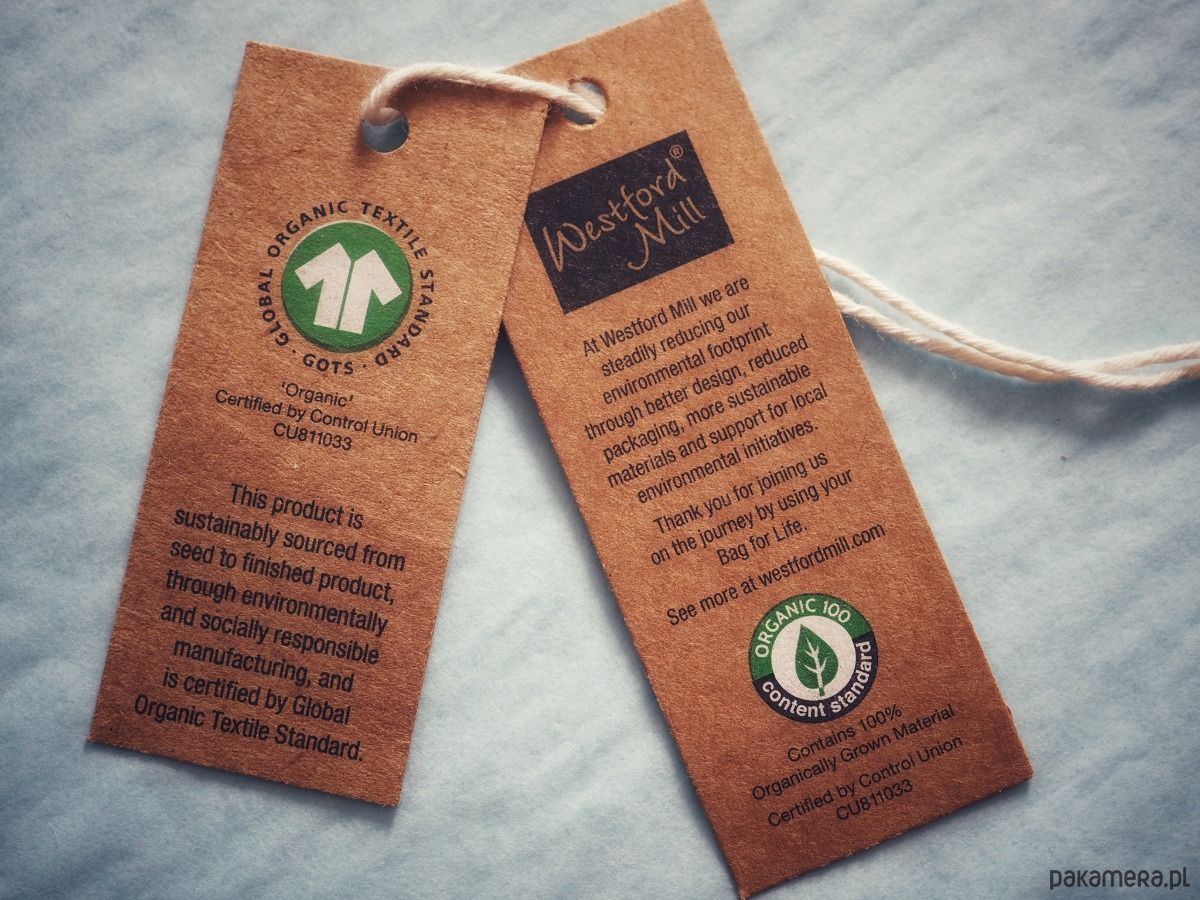 GLOBAL ORGANIC TEXTILE STANDARD · GOTS ·
'Organic'
Certified by Control Union
CU811033
This product is
sustainably sourced from
seed to finished product,
through environmentally
and socially responsible
manufacturing, and
is certified by Global
Organic Textile Standard.
Westford®
Mill
At Westford Mill we are
steadily reducing our
environmental footprint
through better design, reduced
packaging, more sustainable
materials and support for local
environmental initiatives.
Thank you for joining us
on the journey by using your
Bag for Life.
See more at westfordmill.com
ORGANIC 100
content standard
Contains 100%
Organically Grown Material
Certified by Control Union
CU811033
pakamera.pl